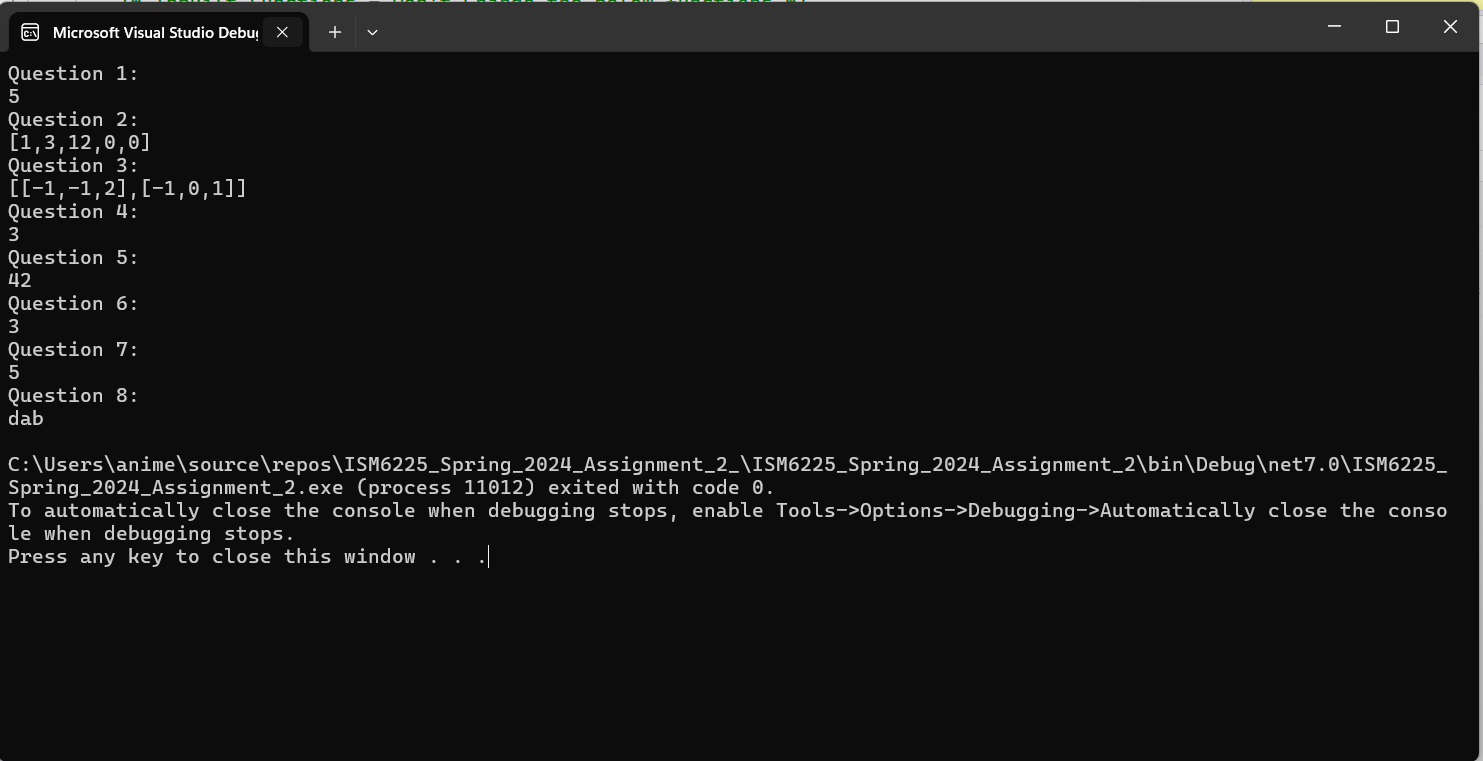 Microsoft Visual Studio Debu
Question 1:
5
Question 2:
[1,3,12,0,0]
Question 3:
[[-1,-1,2],[-1,0,1]]
Question 4:
3
Question 5:
42
Question 6:
3
Question 7:
5
Question 8:
dab
C:\Users\anime\source\repos\ISM6225_Spring_2024_Assignment_2_\ISM6225_Spring_2024_Assignment_2\bin\Debug\net7.0\ISM6225_
Spring_2024_Assignment_2.exe (process 11012) exited with code 0.
To automatically close the console when debugging stops, enable Tools->Options->Debugging->Automatically close the conso
le when debugging stops.
Press any key to close this window . . .